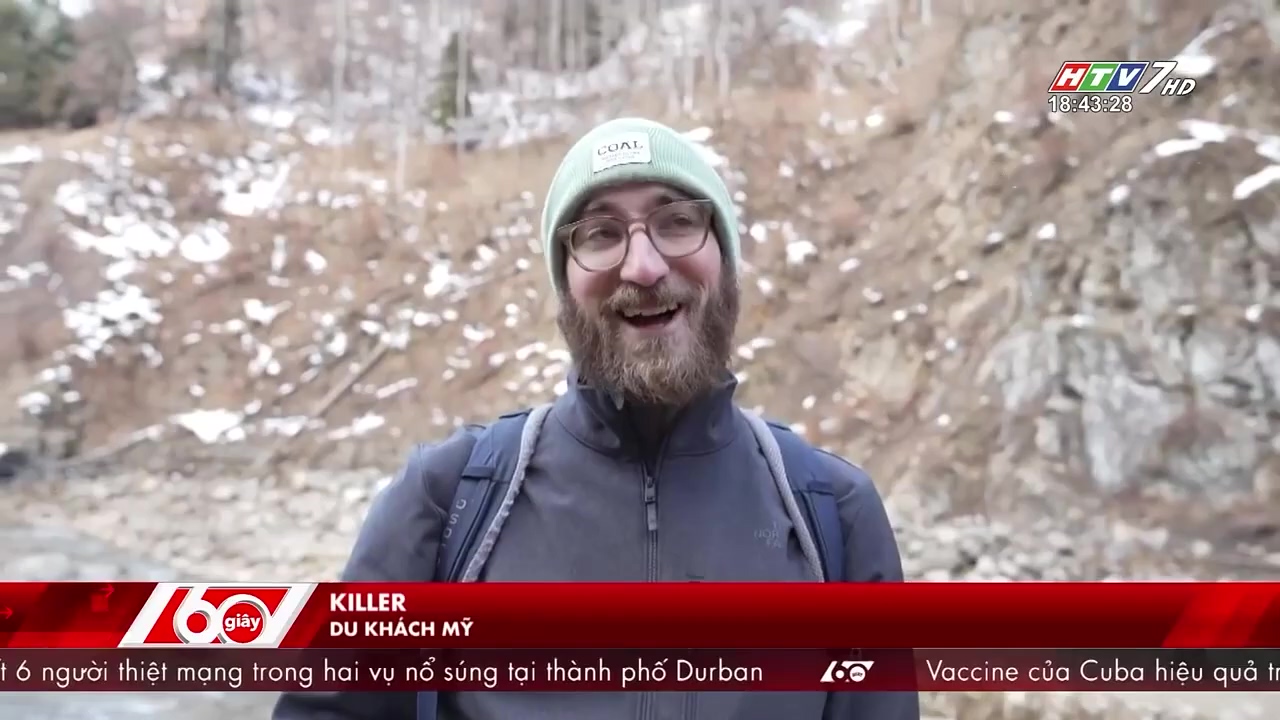 HTV7HD
18:43:28
COAL
60 giây
KILLER
DU KHÁCH MỸ
6 người thiệt mạng trong hai vụ nổ súng tại thành phố Durban
60 giây
Vaccine của Cuba hiệu quả